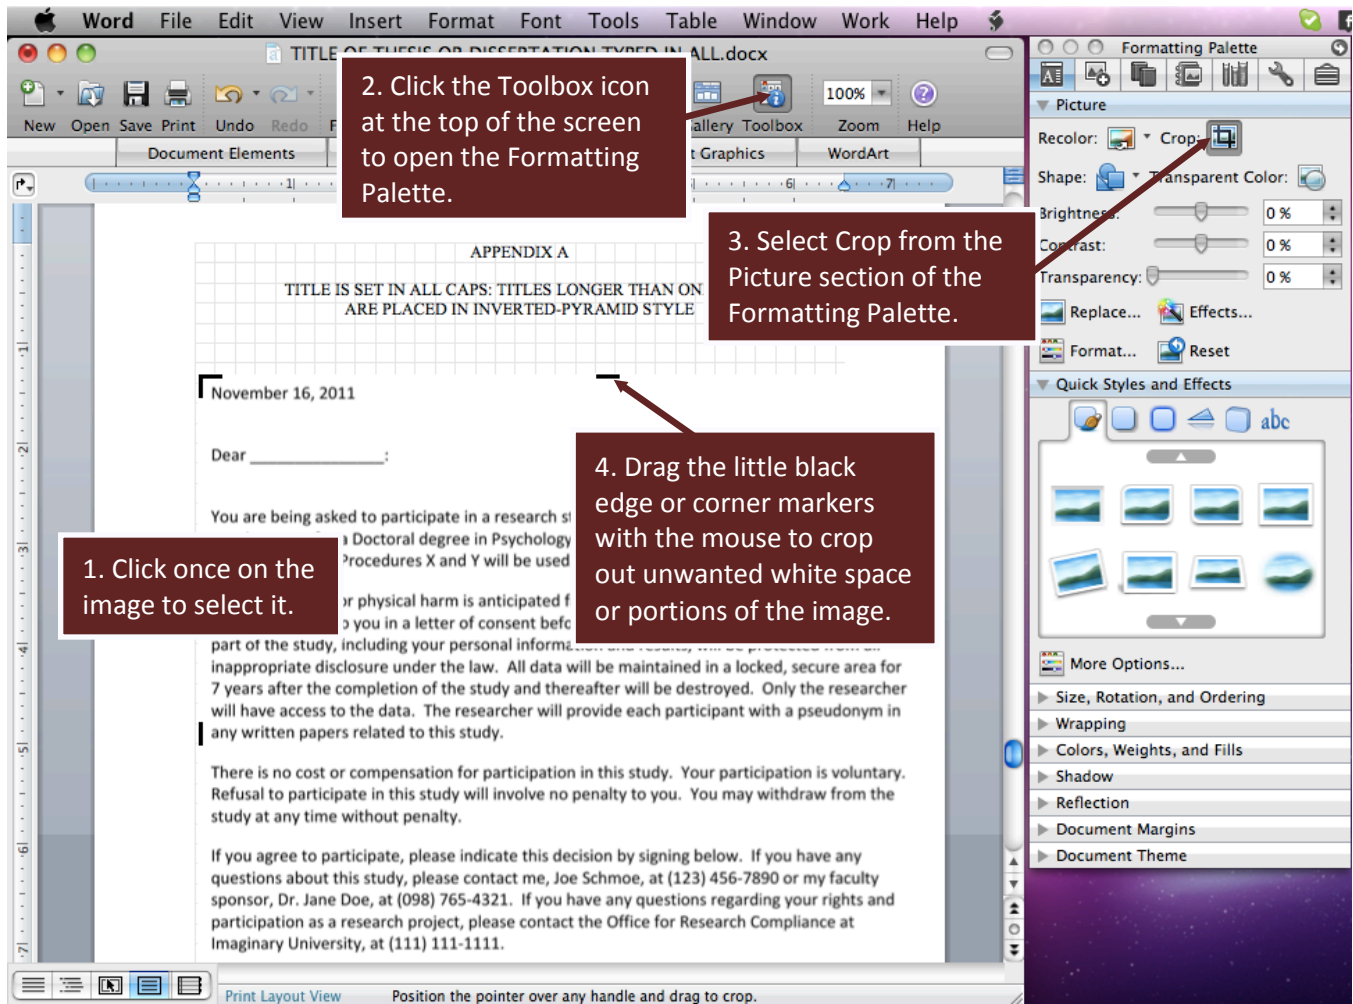 Word File Edit View Insert Format Font Tools Table Window Work Help
TITLE OF THESIS OR DISSERTATION TYPED IN ALL.docx
New Open Save Print Undo Redo Gallery Toolbox Zoom Help
100%
Document Elements Graphics WordArt
2. Click the Toolbox icon
at the top of the screen
to open the Formatting
Palette.
APPENDIX A
TITLE IS SET IN ALL CAPS: TITLES LONGER THAN
ARE PLACED IN INVERTED-PYRAMID STYLE
3. Select Crop from the
Picture section of the
Formatting Palette.
November 16, 2011
Dear ________________:
4. Drag the little black
edge or corner markers
with the mouse to crop
out unwanted white space
or portions of the image.
1. Click once on the
image to select it.
You are being asked to participate in a research
a Doctoral degree in Psychology
Procedures X and Y will be used
or physical harm is anticipated
you in a letter of consent
part of the study, including your personal information and results, will be protected from all
inappropriate disclosure under the law. All data will be maintained in a locked, secure area for
7 years after the completion of the study and thereafter will be destroyed. Only the researcher
will have access to the data. The researcher will provide each participant with a pseudonym in
any written papers related to this study.
There is no cost or compensation for participation in this study. Your participation is voluntary.
Refusal to participate in this study will involve no penalty to you. You may withdraw from the
study at any time without penalty.
If you agree to participate, please indicate this decision by signing below. If you have any
questions about this study, please contact me, Joe Schmoe, at (123) 456-7890 or my faculty
sponsor, Dr. Jane Doe, at (098) 765-4321. If you have any questions regarding your rights and
participation as a research project, please contact the Office for Research Compliance at
Imaginary University, at (111) 111-1111.
Print Layout View Position the pointer over any handle and drag to crop.
Formatting Palette
Picture
Recolor: Crop:
Shape: Transparent Color:
Brightness: 0 %
Contrast: 0 %
Transparency: 0 %
Replace... Effects...
Format... Reset
Quick Styles and Effects
abc
More Options...
Size, Rotation, and Ordering
Wrapping
Colors, Weights, and Fills
Shadow
Reflection
Document Margins
Document Theme